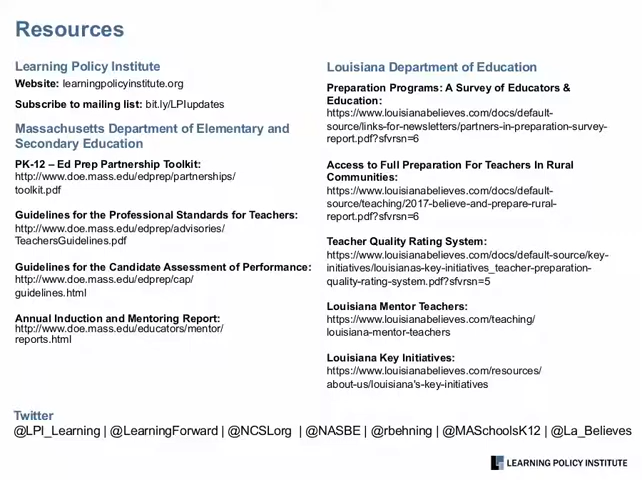 Resources
Learning Policy Institute
Website: learningpolicyinstitute.org
Subscribe to mailing list: bit.ly/LPIupdates
Massachusetts Department of Elementary and
Secondary Education
PK-12 – Ed Prep Partnership Toolkit:
http://www.doe.mass.edu/edprep/partnerships/
toolkit.pdf
Guidelines for the Professional Standards for Teachers:
http://www.doe.mass.edu/edprep/advisories/
TeachersGuidelines.pdf
Guidelines for the Candidate Assessment of Performance:
http://www.doe.mass.edu/edprep/cap/
guidelines.html
Annual Induction and Mentoring Report:
http://www.doe.mass.edu/educators/mentor/
reports.html
Louisiana Department of Education
Preparation Programs: A Survey of Educators &
Education:
https://www.louisianabelieves.com/docs/default-
source/links-for-newsletters/partners-in-preparation-survey-
report.pdf?sfvrsn=6
Access to Full Preparation For Teachers In Rural
Communities:
https://www.louisianabelieves.com/docs/default-
source/teaching/2017-believe-and-prepare-rural-
report.pdf?sfvrsn=6
Teacher Quality Rating System:
https://www.louisianabelieves.com/docs/default-source/key-
initiatives/louisianas-key-initiatives_teacher-preparation-
quality-rating-system.pdf?sfvrsn=5
Louisiana Mentor Teachers:
https://www.louisianabelieves.com/teaching/
louisiana-mentor-teachers
Louisiana Key Initiatives:
https://www.louisianabelieves.com/resources/
about-us/louisiana's-key-initiatives
Twitter
@LPI_Learning | @LearningForward | @NCSLorg | @NASBE | @rbehning | @MASchoolsK12 | @La_Believes
LEARNING POLICY INSTITUTE